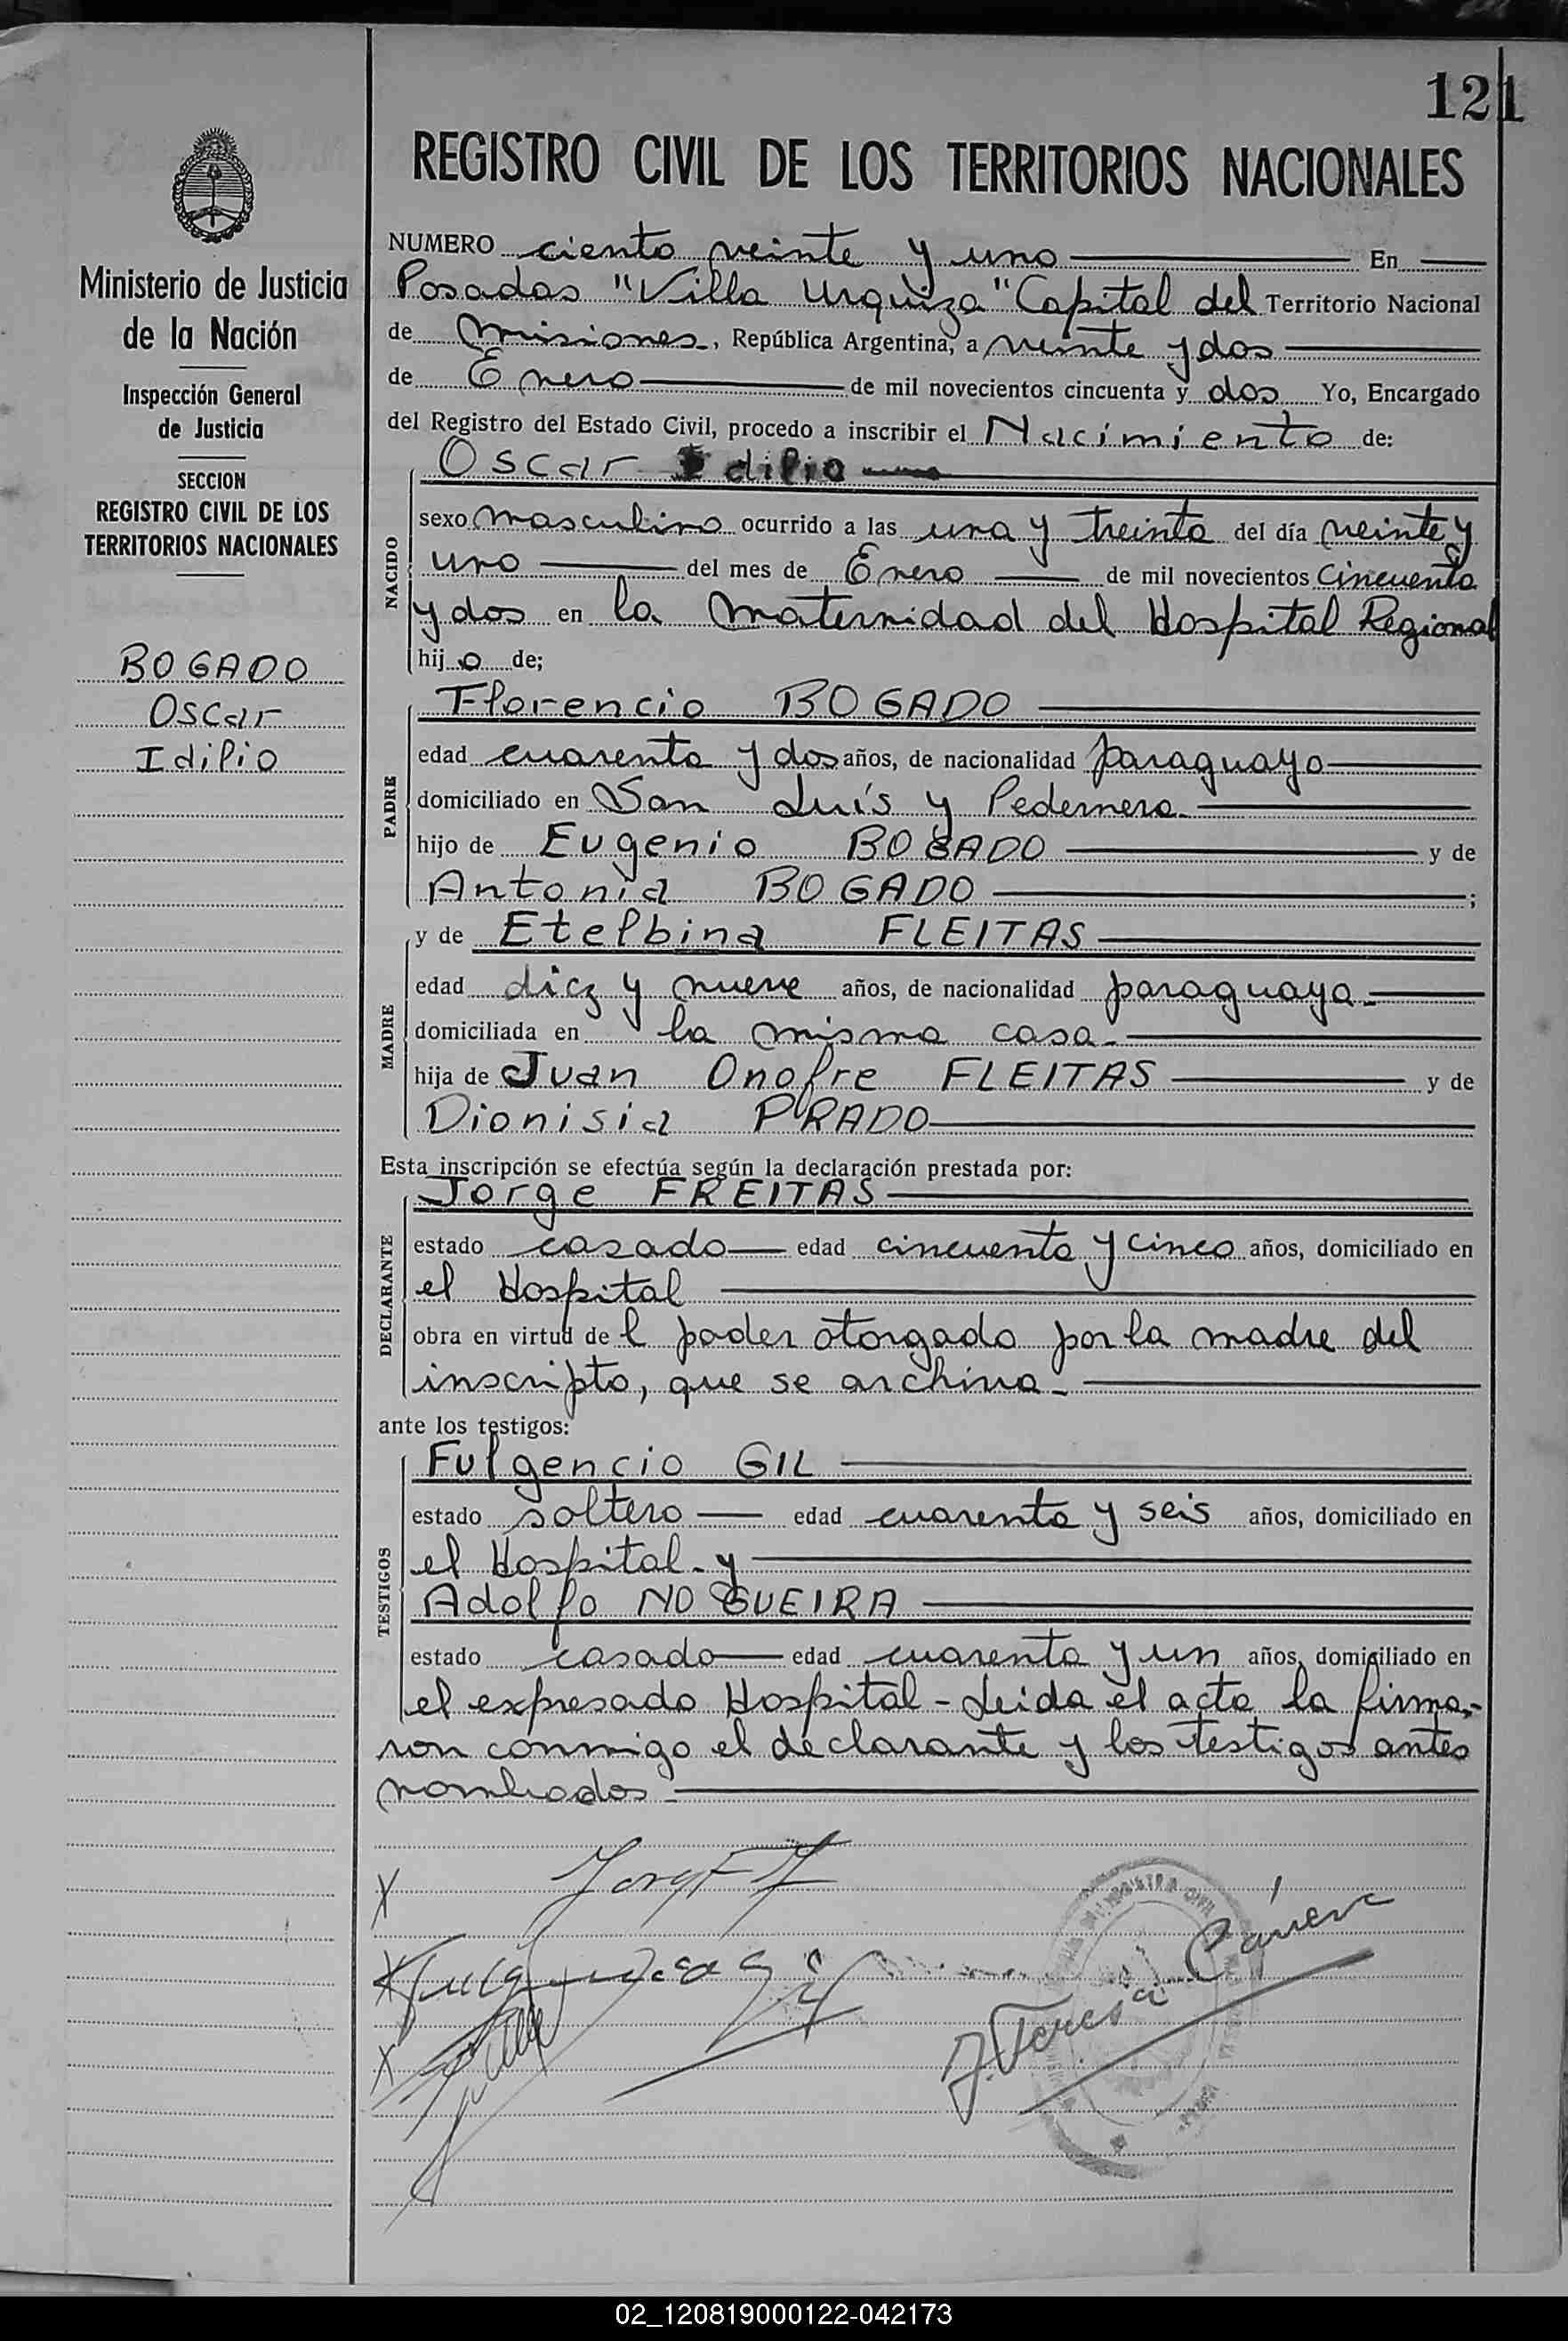 121
REGISTRO CIVIL DE LOS TERRITORIOS NACIONALES
Ministerio de Justicia
de la Nación
Inspección General
de Justicia
SECCION
REGISTRO CIVIL DE LOS
TERRITORIOS NACIONALES
BOGADO
Oscar
Idilio
NUMERO ciento veinte y uno En
Posadas "Villa Urquiza" Capital del Territorio Nacional
de Misiones, República Argentina, a veinte y dos
de Enero de mil novecientos cincuenta y dos Yo, Encargado
del Registro del Estado Civil, procedo a inscribir el Nacimiento de:
Oscar Idilio
NACIDO
sexo masculino ocurrido a las una y treinta del día veinte y
uno del mes de Enero de mil novecientos cincuenta
y dos en la maternidad del Hospital Regional
hijo de;
Florencio BOGADO
PADRE
edad cuarenta y dos años, de nacionalidad paraguayo
domiciliado en San Luís y Pedernera
hijo de Eugenio BOGADO y de
Antonia BOGADO ;
y de Etelbina FLEITAS
MADRE
edad diez y nueve años, de nacionalidad paraguaya
domiciliada en la misma casa
hija de Juan Onofre FLEITAS y de
Dionisia PRADO
Esta inscripción se efectúa según la declaración prestada por:
Jorge FREITAS
DECLARANTE
estado casado edad cincuenta y cinco años, domiciliado en
el Hospital
obra en virtud del poder otorgado por la madre del
inscripto, que se archiva
ante los testigos:
Fulgencio GIL
TESTIGOS
estado soltero edad cuarenta y seis años, domiciliado en
el Hospital y
Adolfo NOGUEIRA
estado casado edad cuarenta y un años, domiciliado en
el expresado Hospital - Leida el acta la firma-
ron conmigo el declarante y los testigos antes
nombrados
02_120819000122-042173